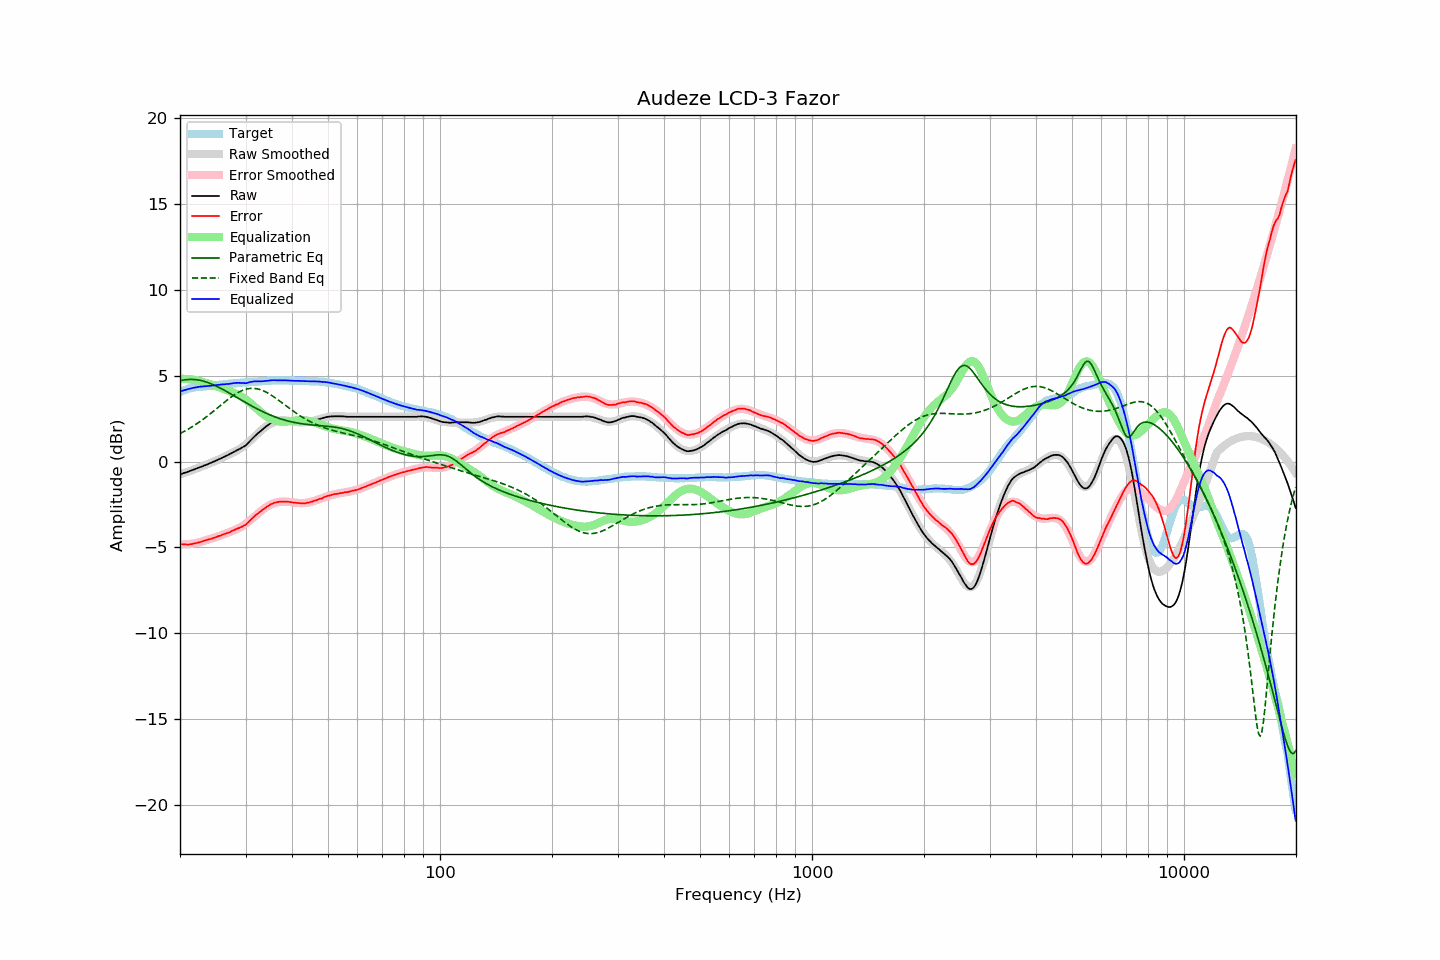 Audeze LCD-3 Fazor
Amplitude (dBr)
20
15
10
5
0
−5
−10
−15
−20
Target
Raw Smoothed
Error Smoothed
Raw
Error
Equalization
Parametric Eq
Fixed Band Eq
Equalized
100
1000
10000
Frequency (Hz)